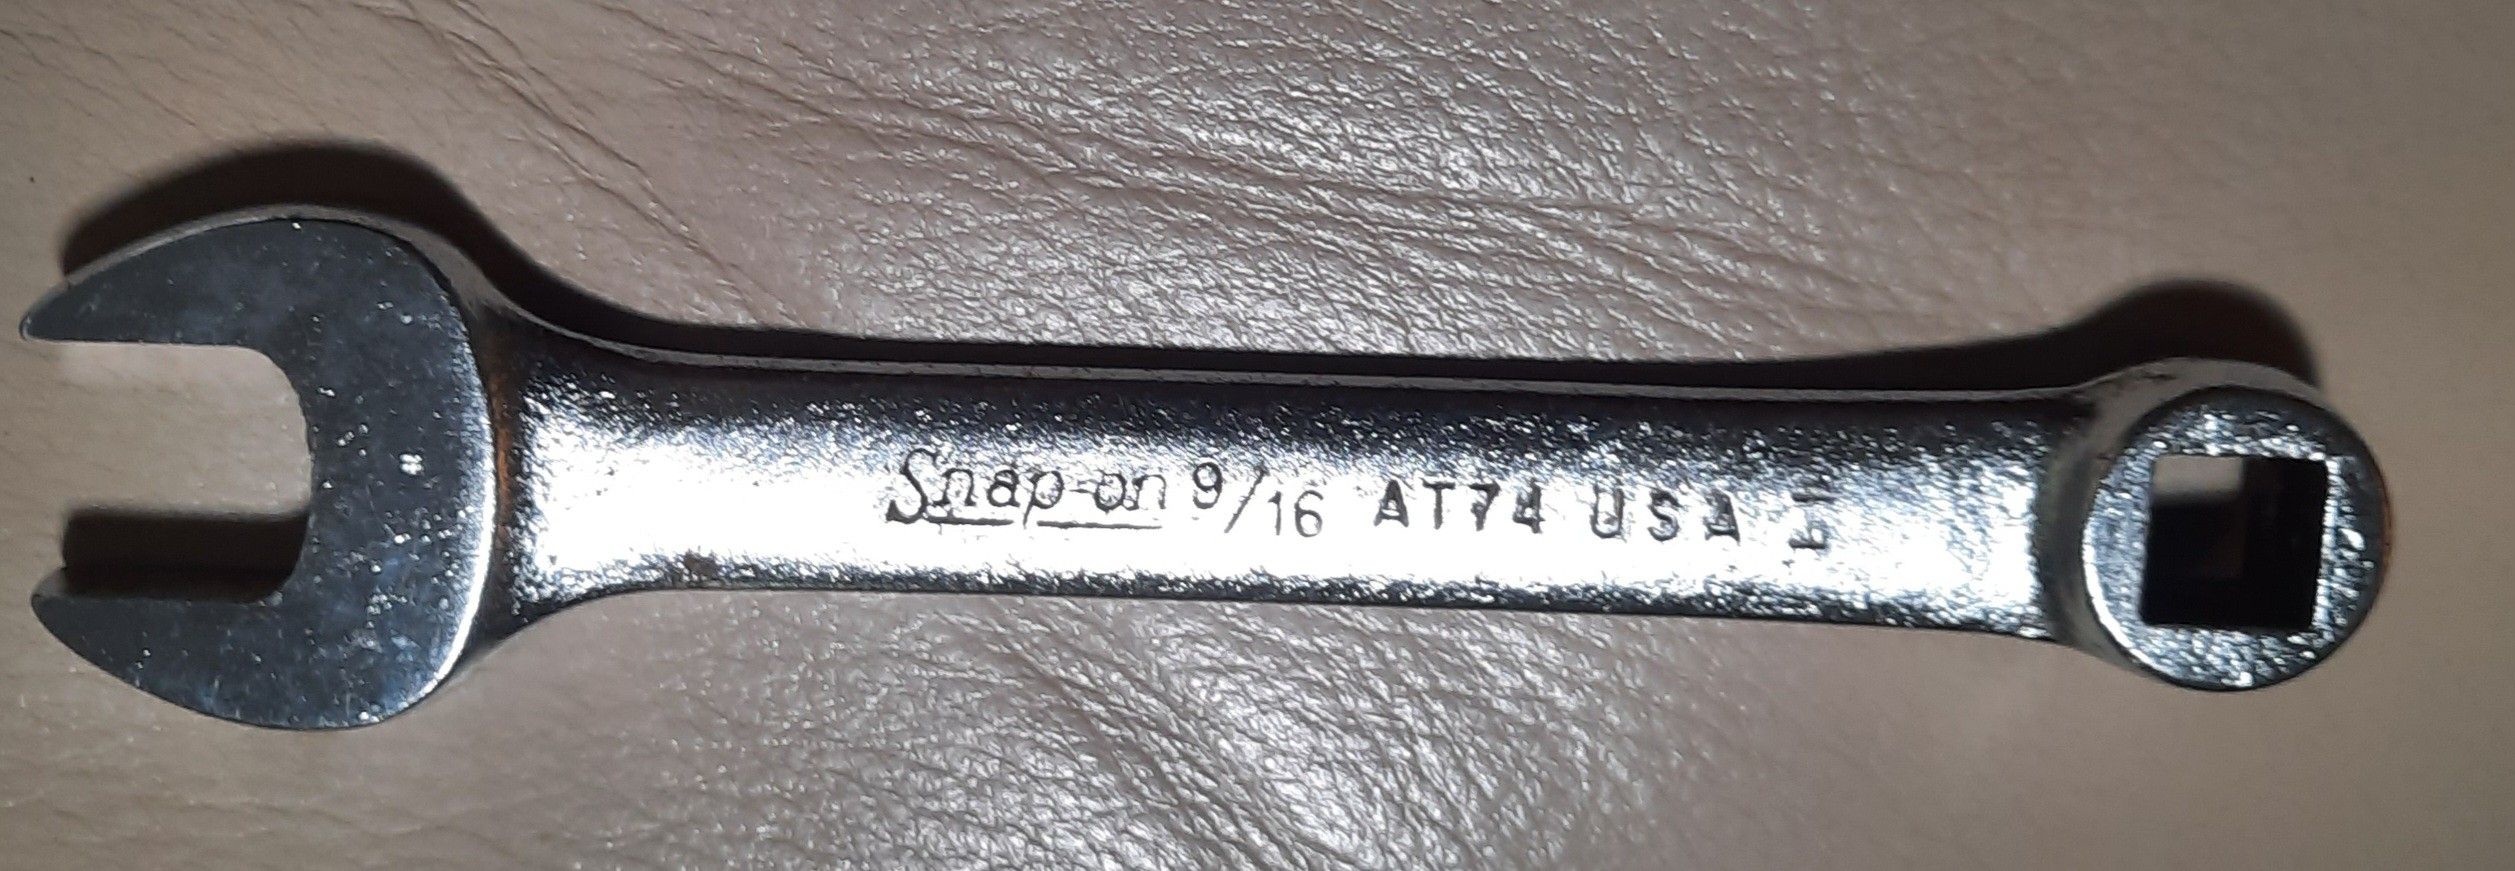 Snap-on 9/16 AT74 USA